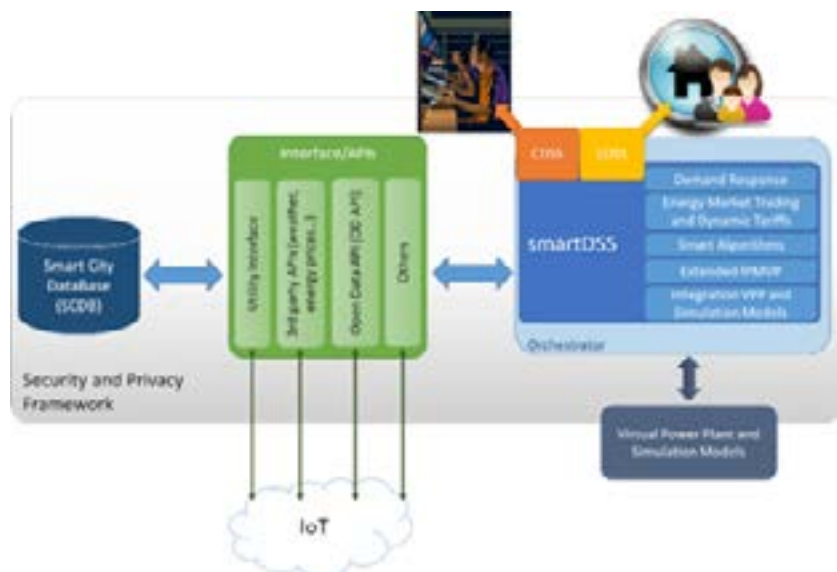 Interface/APIs
Utility Interface
3rd party APIs (weather,
energy prices...)
Open Data API (OD API)
Others
Smart City
DataBase
(SCDB)
Security and Privacy
Framework
IoT
CDSS
smartDSS
Demand Response
Energy Market Trading
and Dynamic Tariffs
Smart Algorithms
Extended
Integration VPP and
Simulation Models
Orchestrator
Virtual Power Plant and
Simulation Models